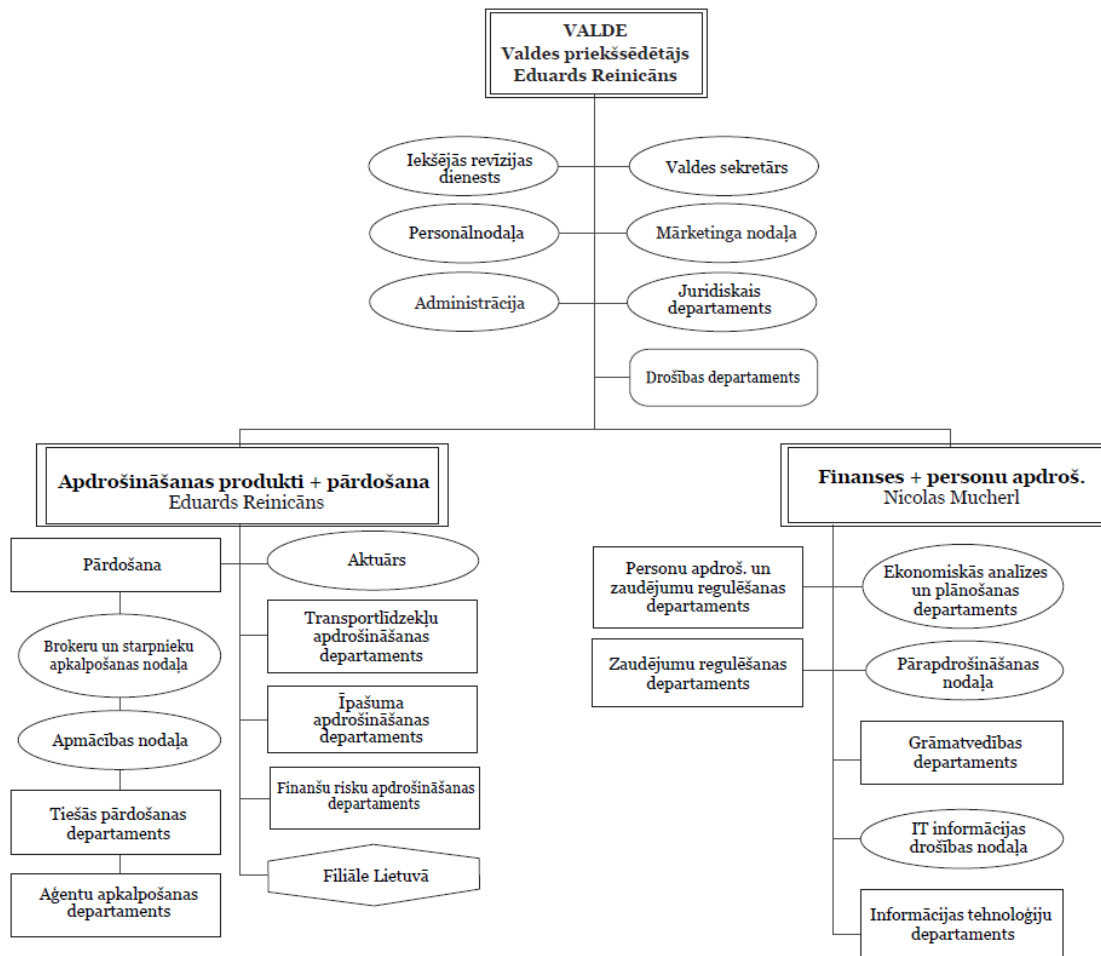 VALDE
Valdes priekšsēdētājs
Eduards Reinicāns
Iekšējās revīzijas
dienests
Valdes sekretārs
Personālnodaļa
Mārketinga nodaļa
Administrācija
Juridiskais
departaments
Drošības departaments
Apdrošināšanas produkti + pārdošana
Eduards Reinicāns
Finanses + personu apdroš.
Nicolas Mucherl
Pārdošana
Aktuārs
Brokeru un starpnieku
apkalpošanas nodaļa
Transportlīdzekļu
apdrošināšanas
departaments
Apmācības nodaļa
Īpašuma
apdrošināšanas
departaments
Tiešās pārdošanas
departaments
Finanšu risku apdrošināšanas
departaments
Aģentu apkalpošanas
departaments
Filiāle Lietuvā
Personu apdroš. un
zaudējumu regulēšanas
departaments
Ekonomiskās analīzes
un plānošanas
departaments
Zaudējumu regulēšanas
departaments
Pārapdrošināšanas
nodaļa
Grāmatvedības
departaments
IT informācijas
drošības nodaļa
Informācijas tehnoloģiju
departaments